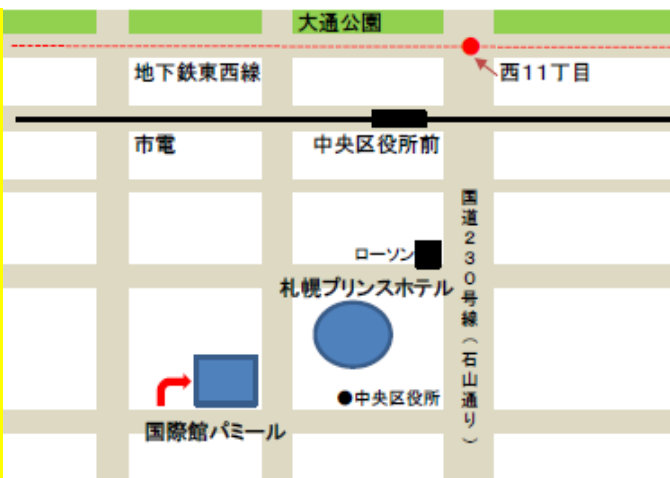 大通公園
地下鉄東西線
西11丁目
市電
中央区役所前
国道230号線(石山通り)
ローソン
札幌プリンスホテル
●中央区役所
国際館パミール